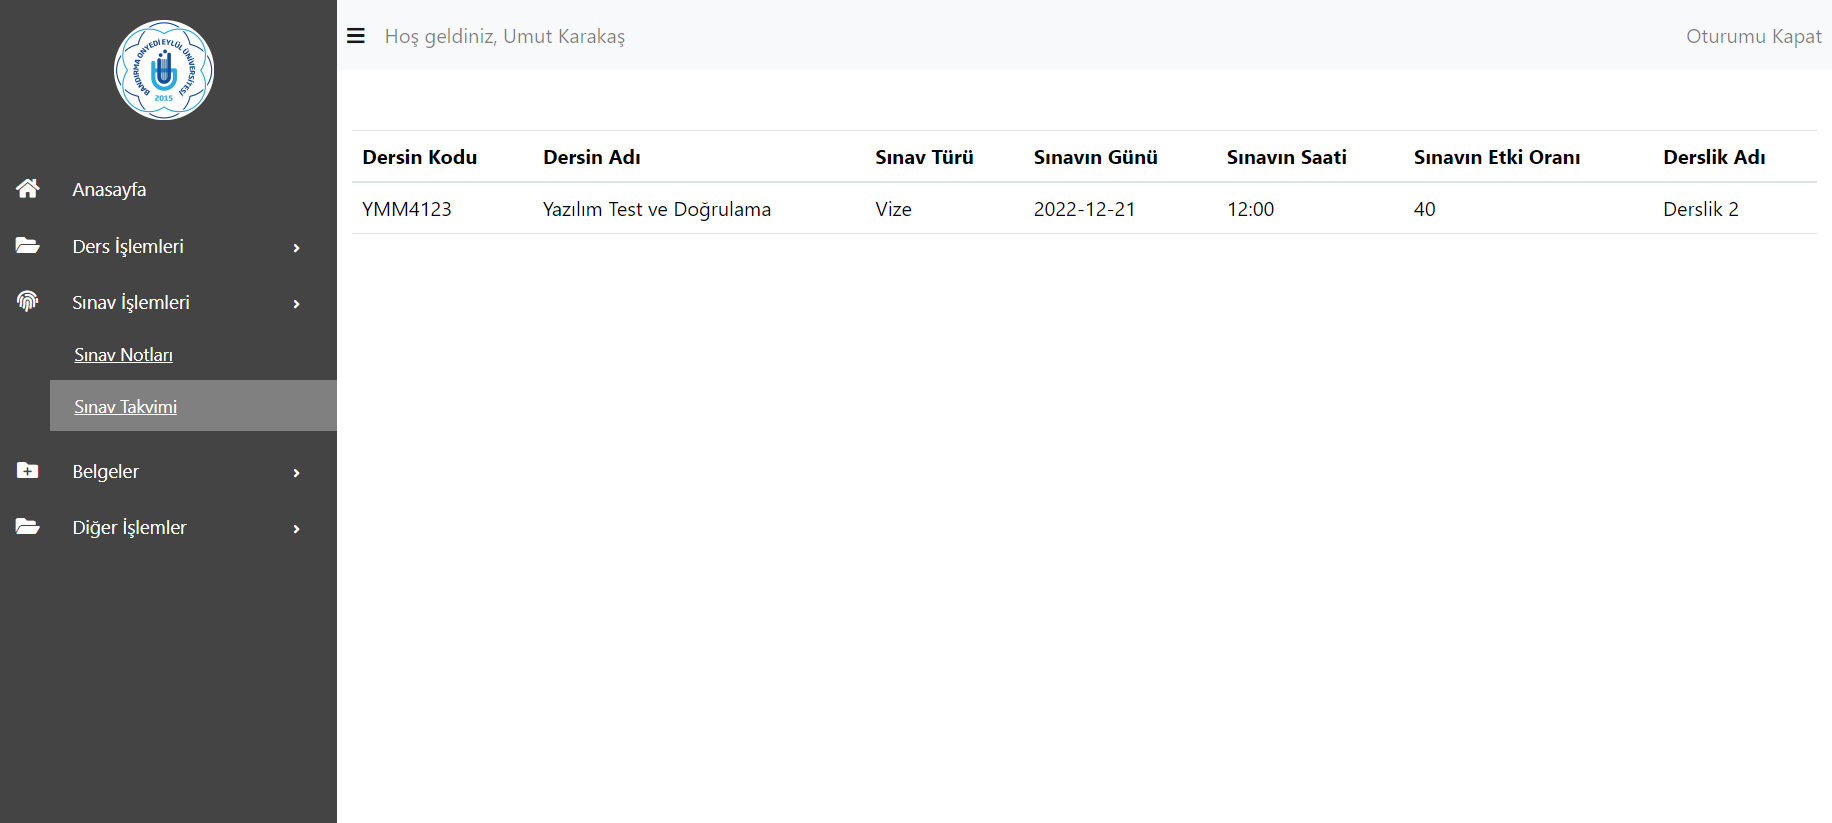 BANDIRMA ONYEDİ EYLÜL ÜNİVERSİTESİ
2015
Hoş geldiniz, Umut Karakaş
Oturumu Kapat
Anasayfa
Ders İşlemleri
Sınav İşlemleri
Sınav Notları
Sınav Takvimi
Belgeler
Diğer İşlemler
Dersin Kodu Dersin Adı Sınav Türü Sınavın Günü Sınavın Saati Sınavın Etki Oranı Derslik Adı
YMM4123 Yazılım Test ve Doğrulama Vize 2022-12-21 12:00 40 Derslik 2